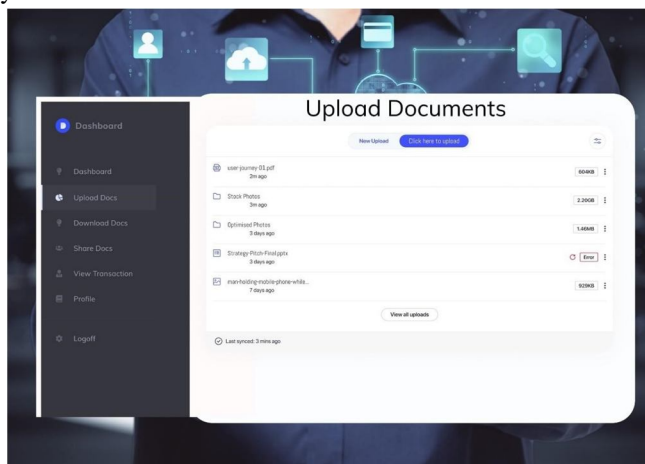 Upload Documents
D Dashboard
Dashboard
Upload Docs
Download Docs
Share Docs
View Transaction
Profile
Logoff
New Upload Click here to upload
user-journey-01.pdf 604KB
2m ago
Stock Photos 2.20GB
3m ago
Optimised Photos 1.46MB
3 days ago
Strategy-Pitch-Final.pptx Error
3 days ago
man-holding-mobile-phone-while... 929KB
7 days ago
View all uploads
Last synced: 3 mins ago